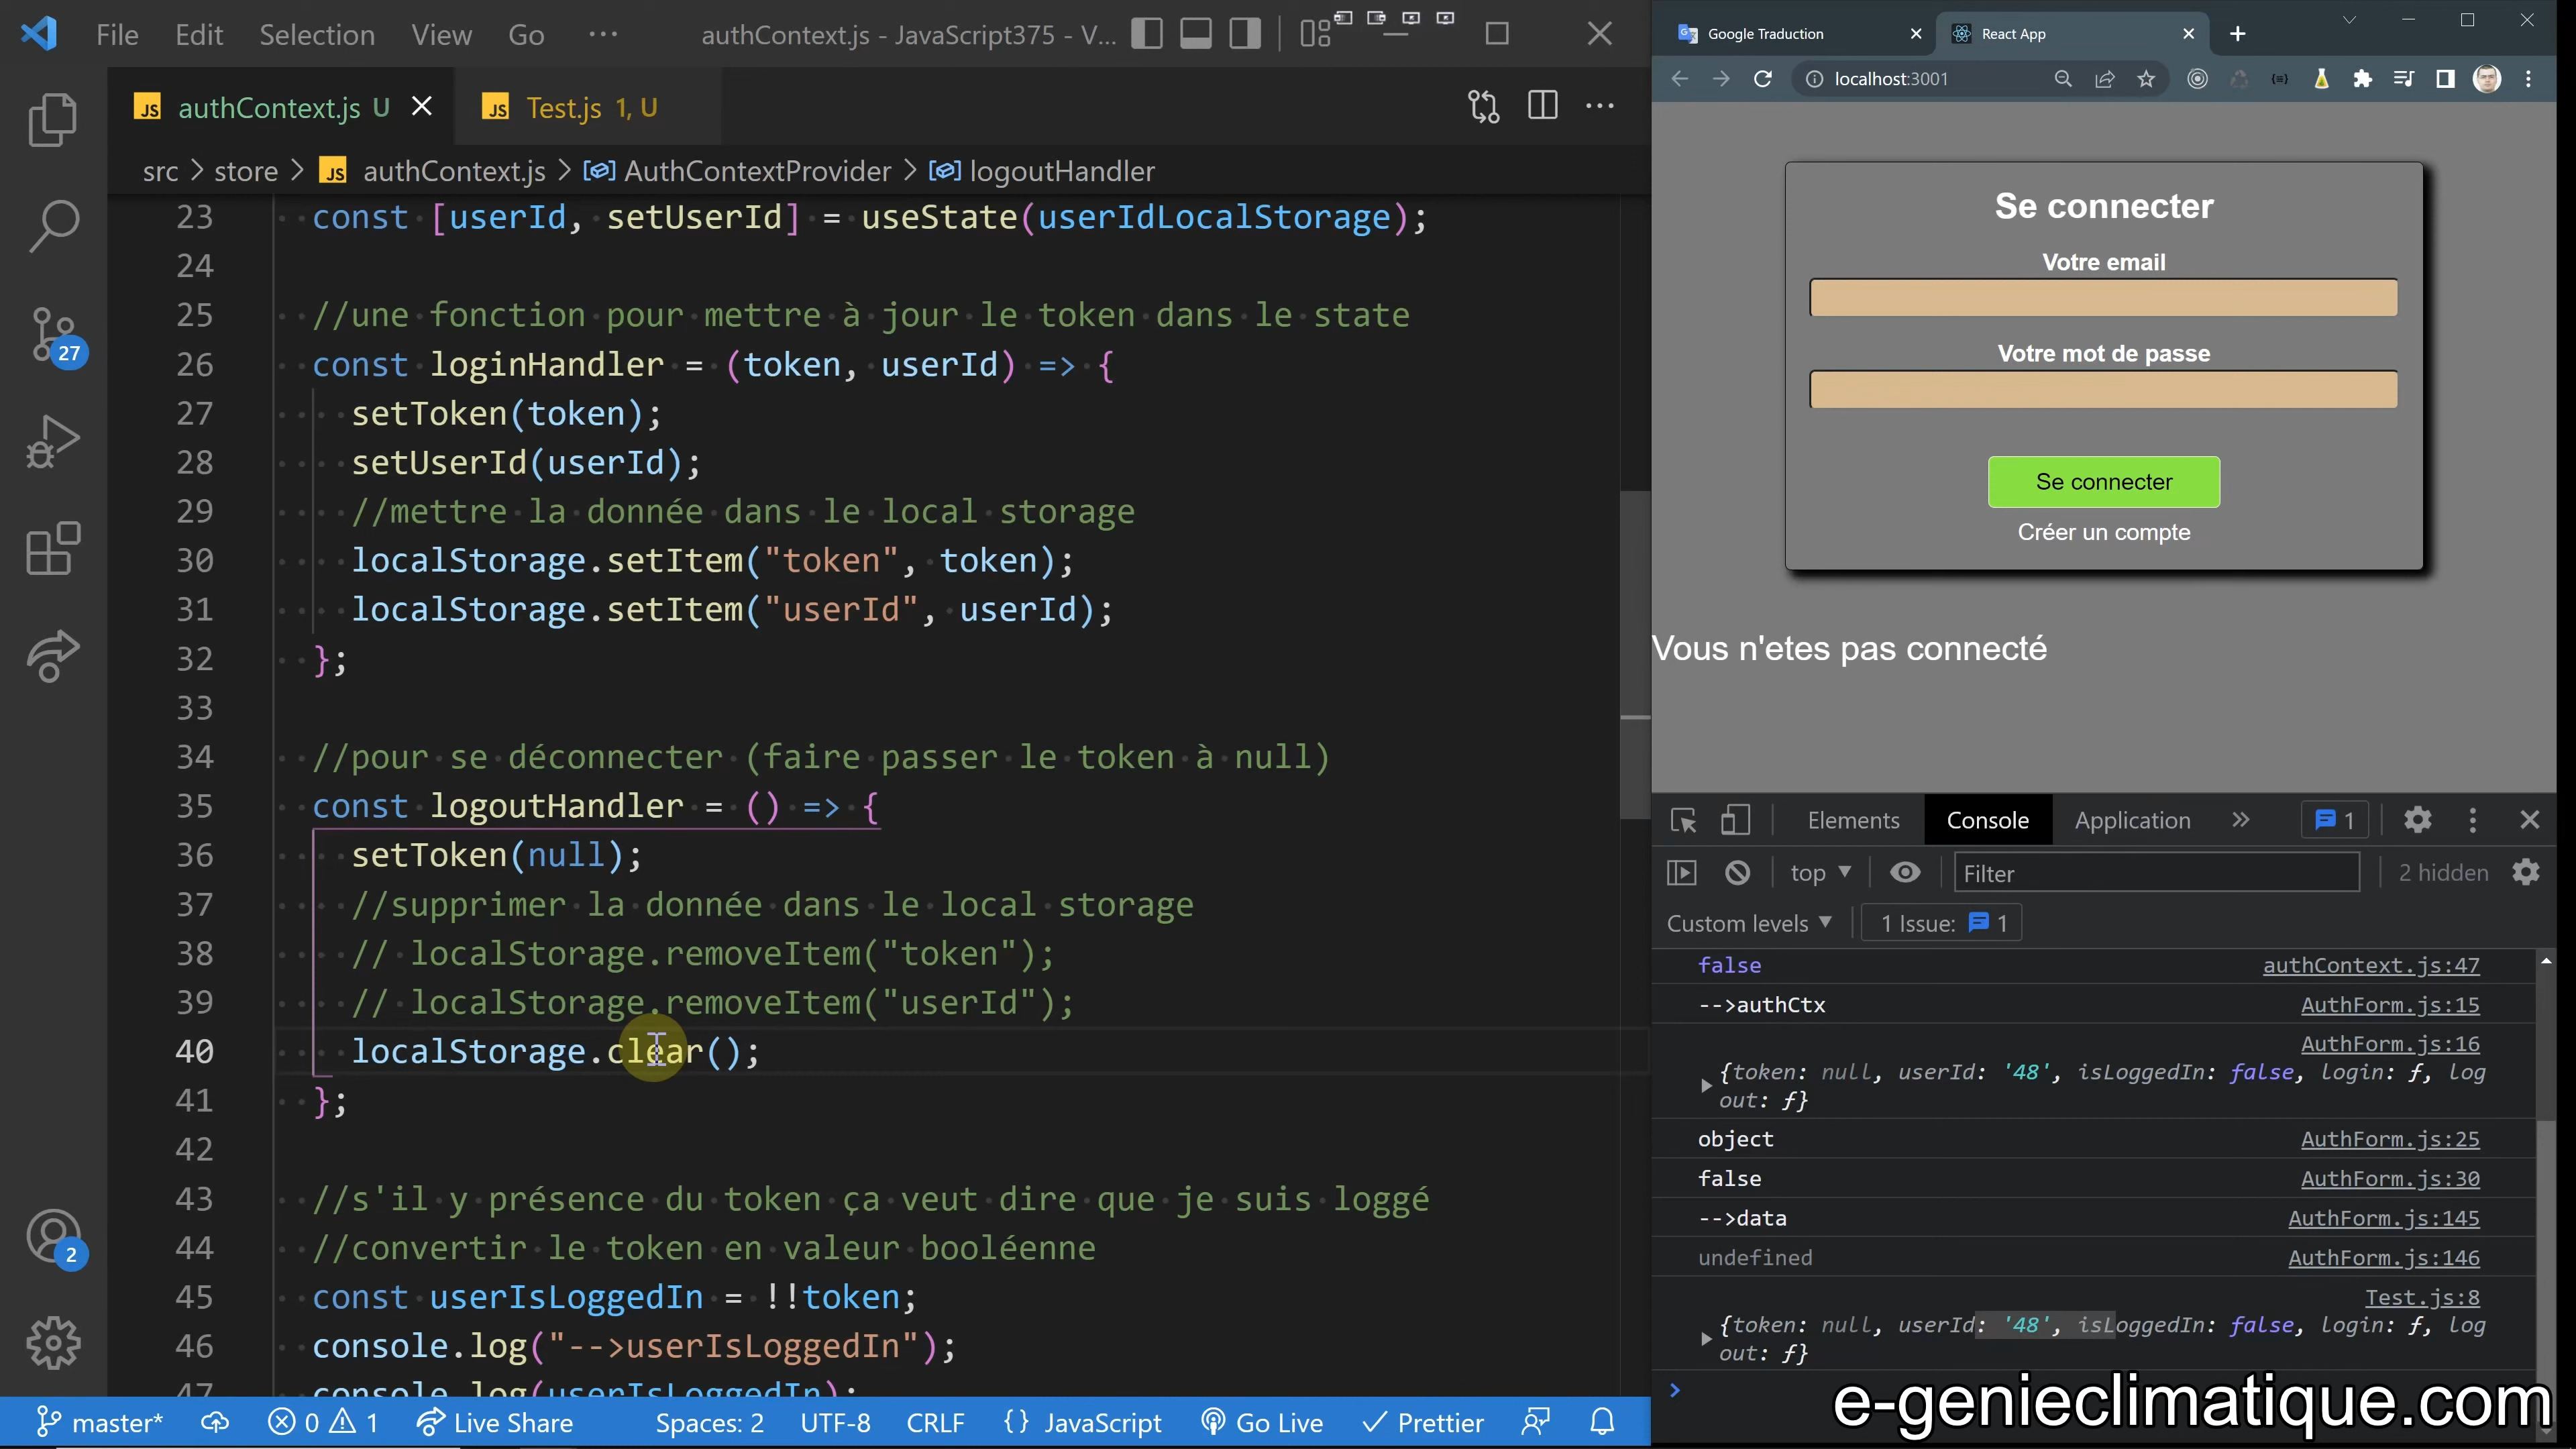 File Edit Selection View Go ··· authContext.js - JavaScript375 - V...
authContext.js U Test.js 1, U
src > store > JS authContext.js > AuthContextProvider > logoutHandler
23 const [userId, setUserId] = useState(userIdLocalStorage);
24
25 //une fonction pour mettre à jour le token dans le state
26 const loginHandler = (token, userId) => {
27 setToken(token);
28 setUserId(userId);
29 //mettre la donnée dans le local storage
30 localStorage.setItem("token", token);
31 localStorage.setItem("userId", userId);
32 };
33
34 //pour se déconnecter (faire passer le token à null)
35 const logoutHandler = () => {
36 setToken(null);
37 //supprimer la donnée dans le local storage
38 // localStorage.removeItem("token");
39 // localStorage.removeItem("userId");
40 localStorage.clear();
41 };
42
43 //s'il y présence du token ça veut dire que je suis loggé
44 //convertir le token en valeur booléenne
45 const userIsLoggedIn = !!token;
46 console.log("-->userIsLoggedIn");
47 console.log(userIsLoggedIn);
27
2
master* 0 1 Live Share Spaces: 2 UTF-8 CRLF {} JavaScript Go Live Prettier
Google Traduction React App
localhost:3001
Se connecter
Votre email
Votre mot de passe
Se connecter
Créer un compte
Vous n'etes pas connecté
Elements Console Application » 1
top Filter 2 hidden
Custom levels 1 Issue: 1
false authContext.js:47
-->authCtx AuthForm.js:15
AuthForm.js:16
{token: null, userId: '48', isLoggedIn: false, login: ƒ, log
out: ƒ}
object AuthForm.js:25
false AuthForm.js:30
-->data AuthForm.js:145
undefined AuthForm.js:146
Test.js:8
{token: null, userId: '48', isLoggedIn: false, login: ƒ, log
out: ƒ}
e-genieclimatique.com